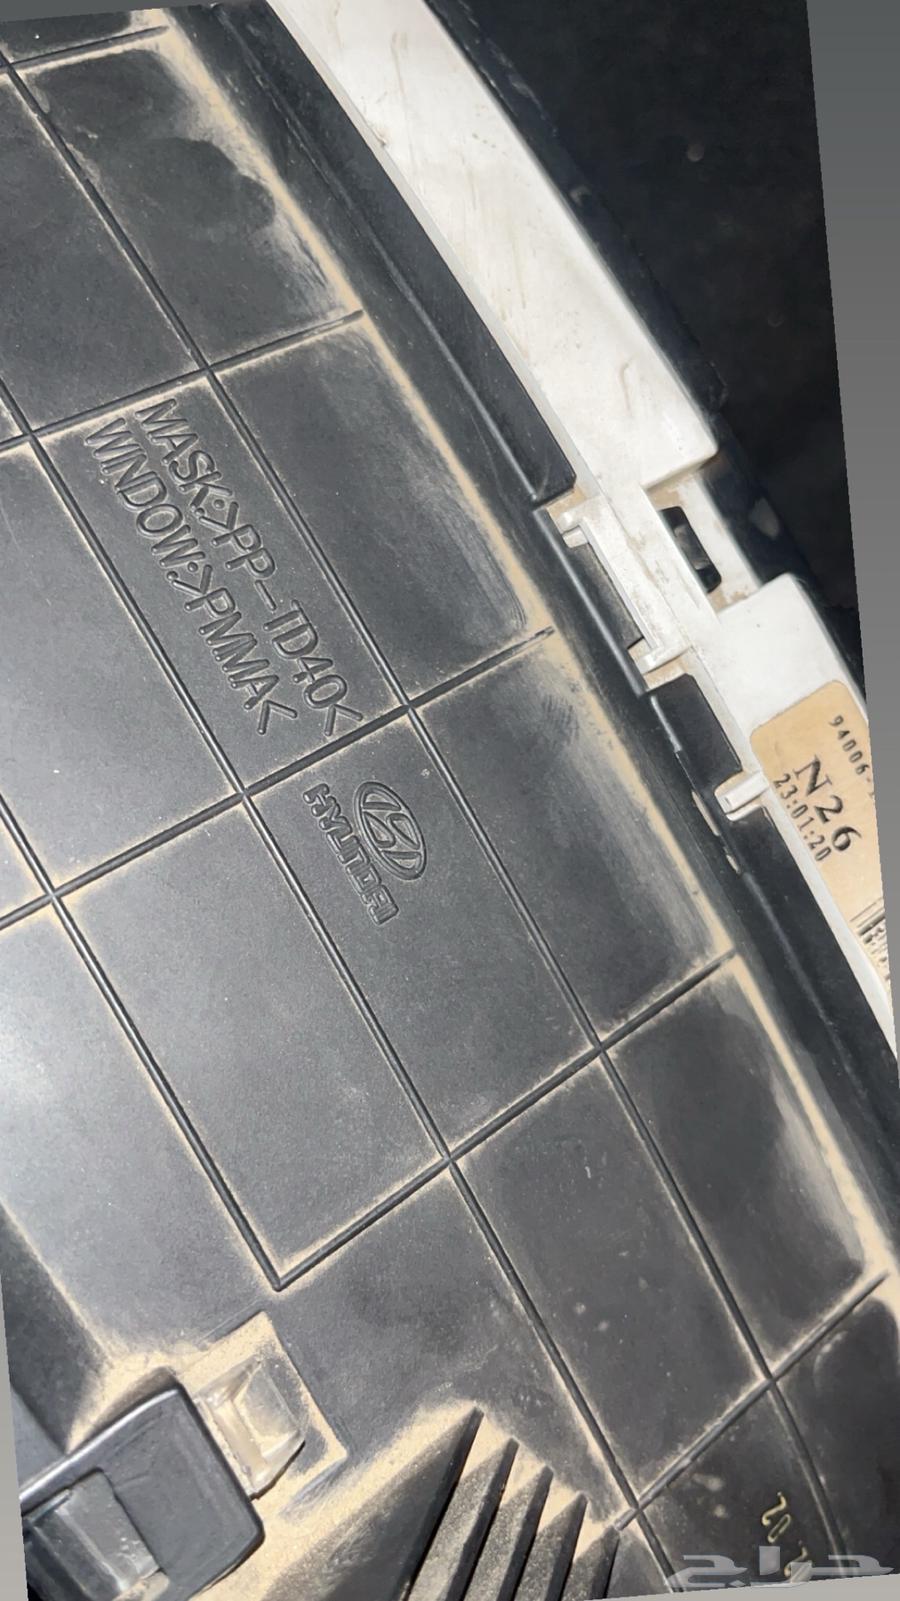 MASK:>PP-TD40<
WINDOW:>PMMA<
HYUNDAI
94006-
N26
23:01:20
حراج